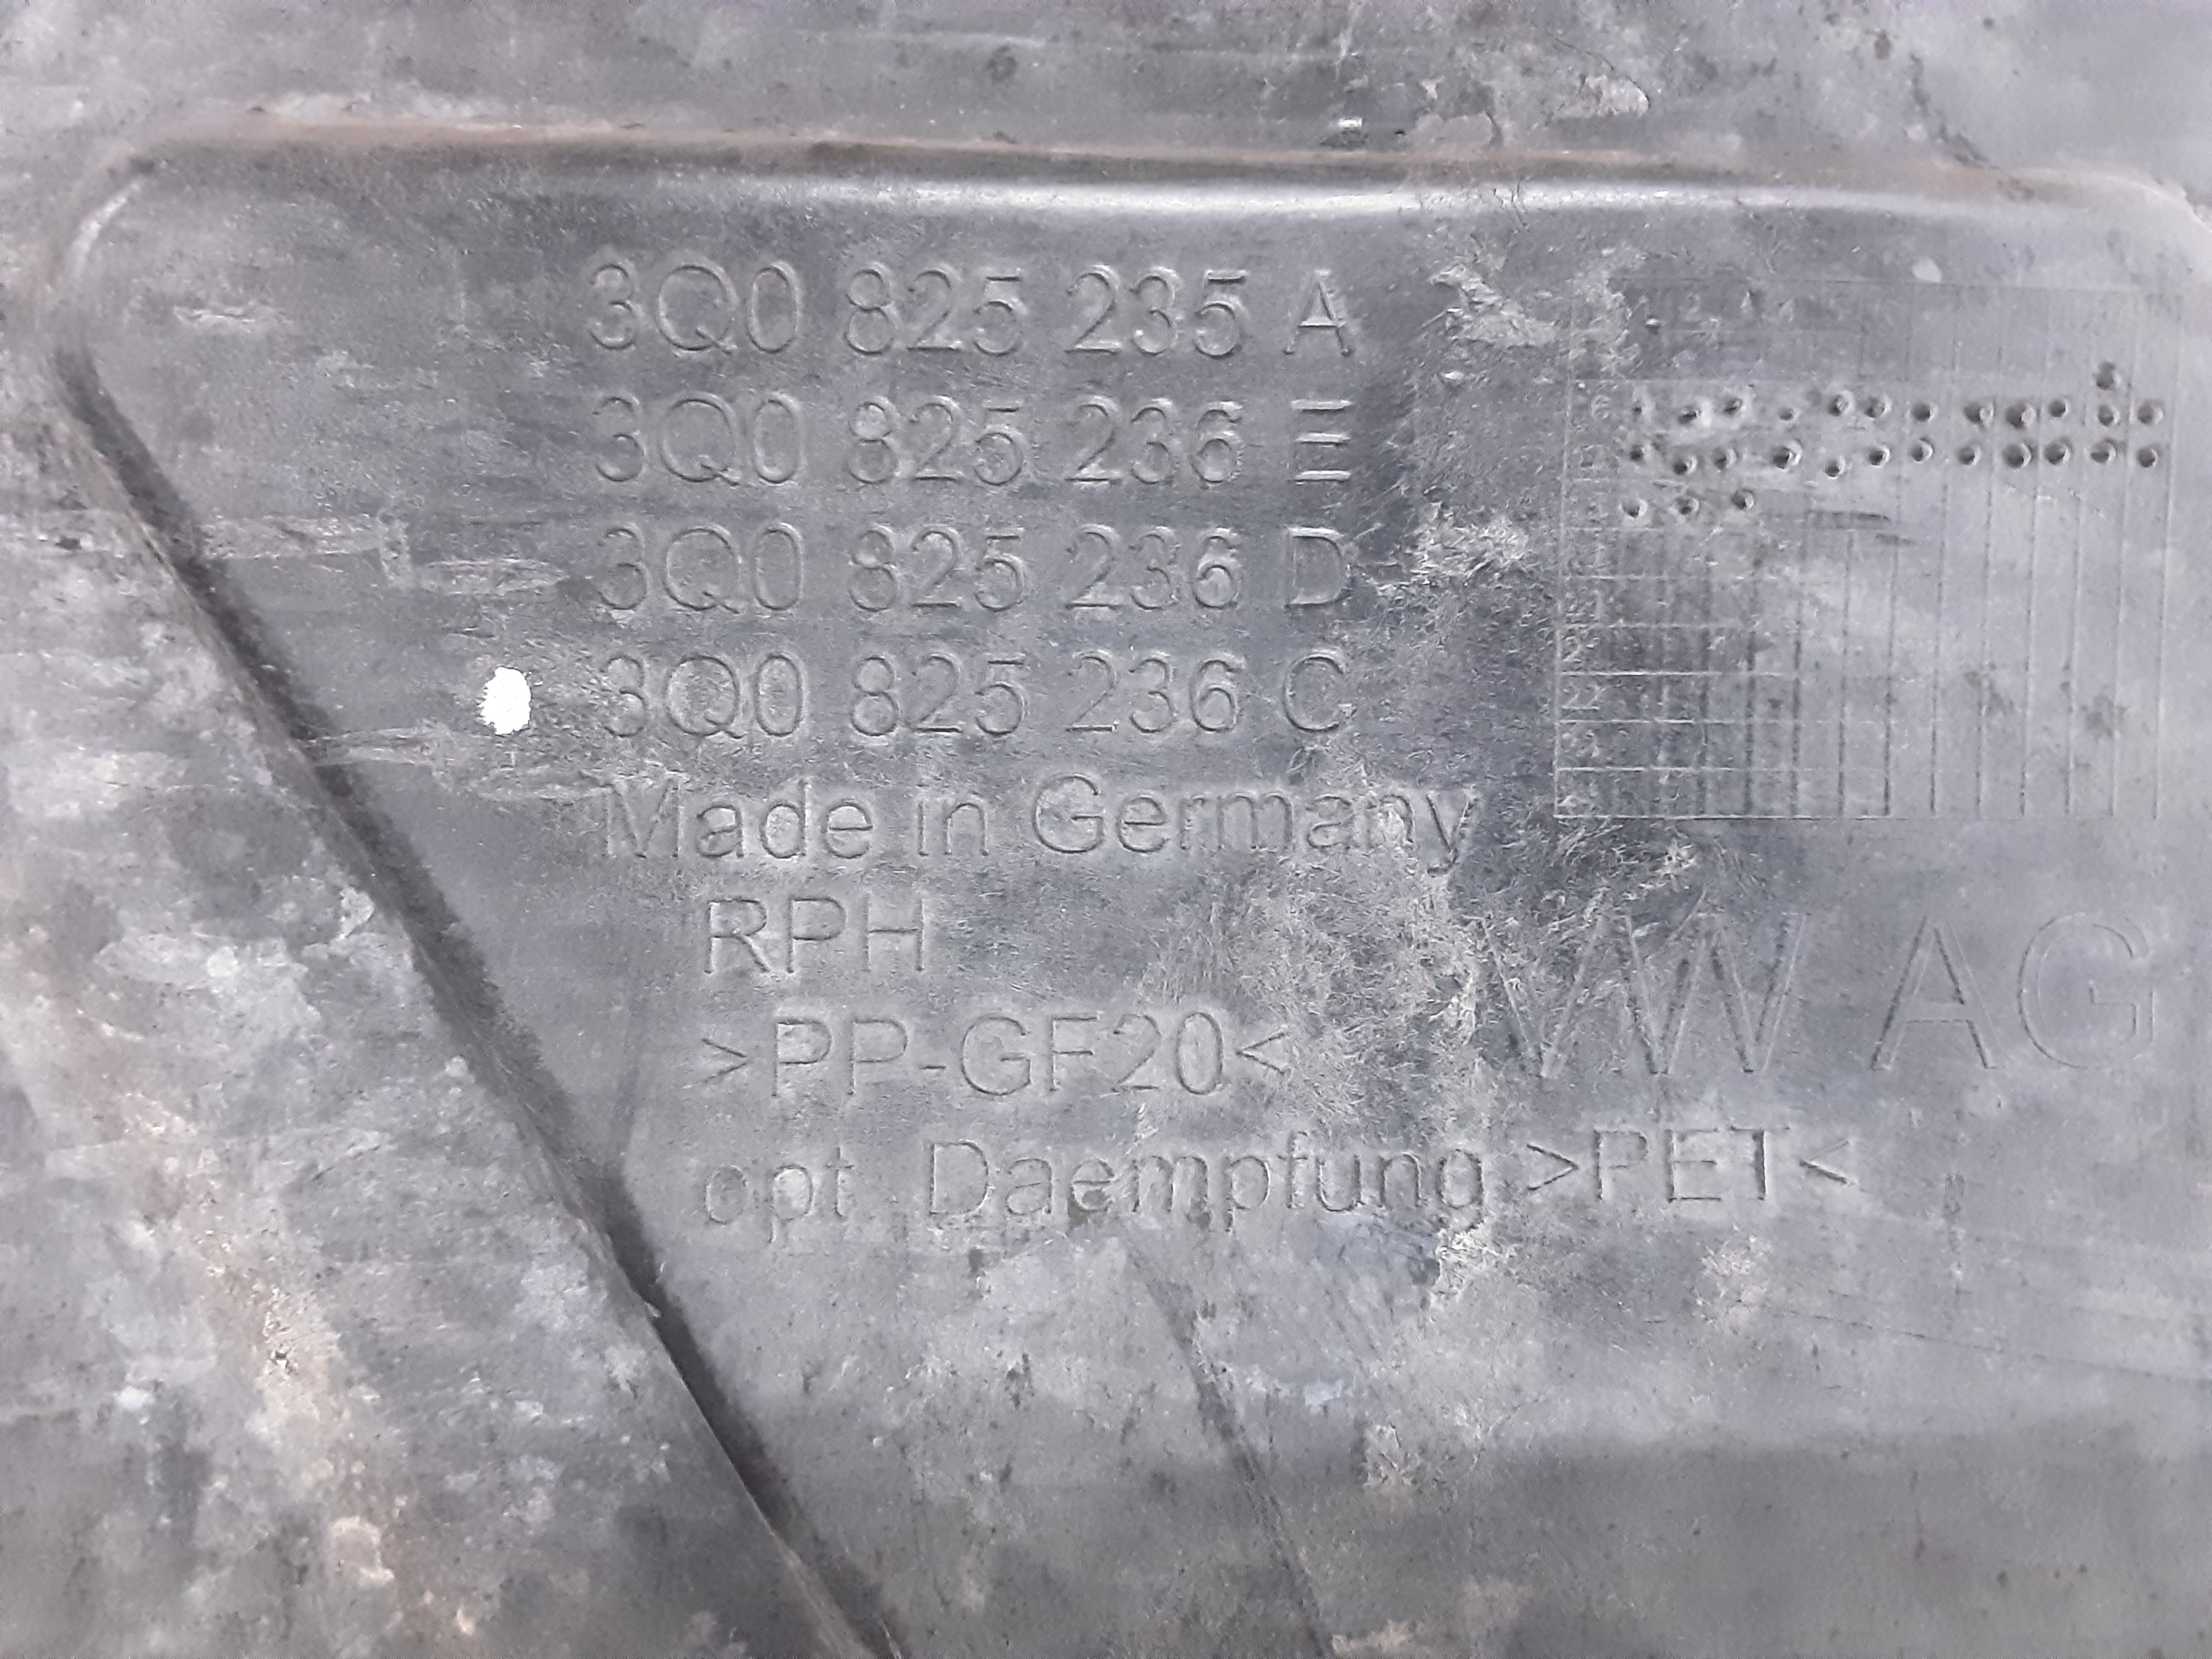 3Q0 825 235 A
3Q0 825 236 E
3Q0 825 236 D
3Q0 825 236 C
Made in Germany
RPH
VW AG
>PP-GF20<
opt. Daempfung >PET<